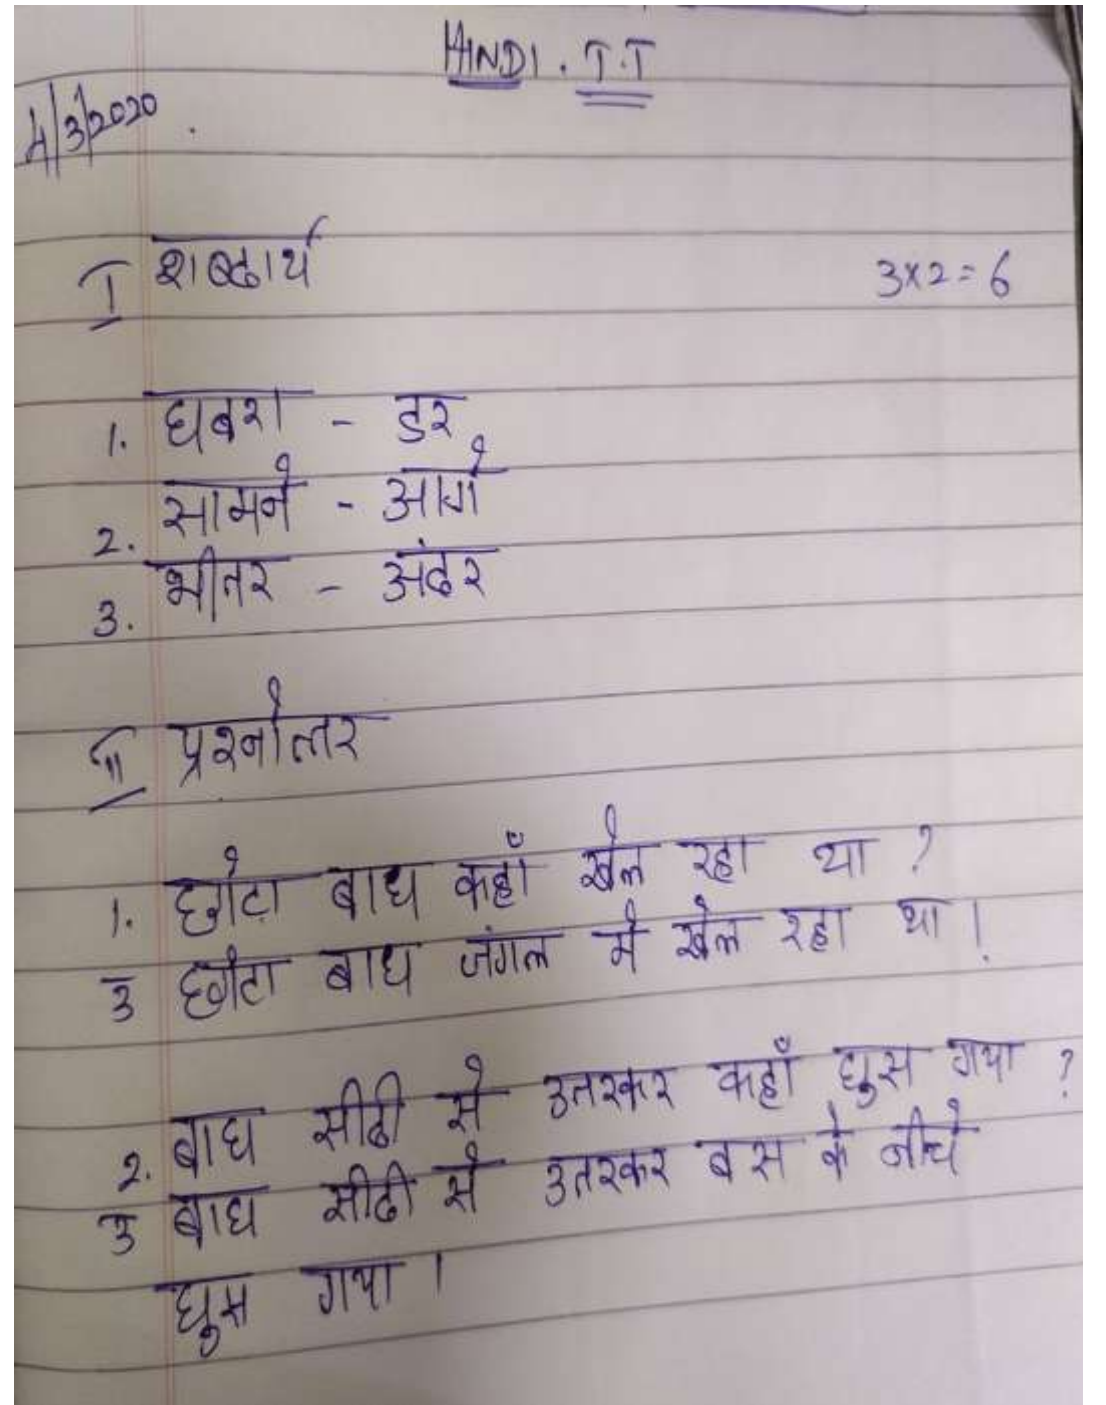 HINDI. T.T
4/3/2020
I शब्दार्थ 3x2=6
1. घबरा - डर
2. सामने - आगे
3. भीतर - अंदर
II प्रश्नोत्तर
1. छोटा बाघ कहाँ खेल रहा था ?
उ छोटा बाघ जंगल में खेल रहा था ।
2. बाघ सीढी से उतरकर कहाँ घुस गया ?
उ बाघ सीढी से उतरकर बस के नीचे
घुस गया ।